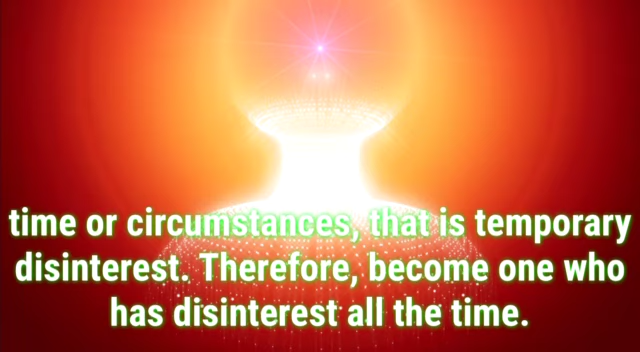 time or circumstances, that is temporary
disinterest. Therefore, become one who
has disinterest all the time.